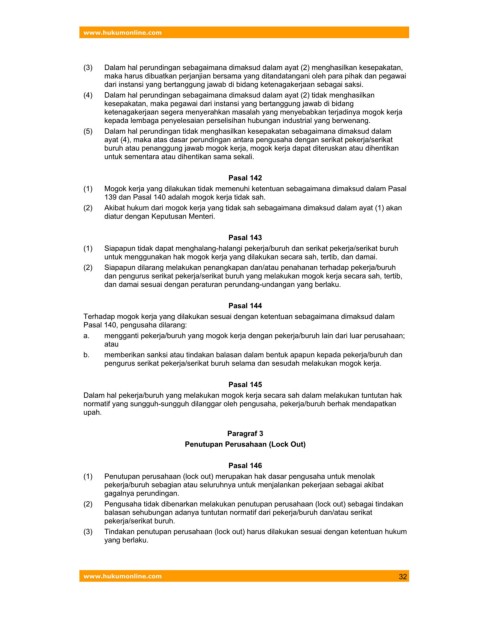 www.hukumonline.com
(3) Dalam hal perundingan sebagaimana dimaksud dalam ayat (2) menghasilkan kesepakatan,
maka harus dibuatkan perjanjian bersama yang ditandatangani oleh para pihak dan pegawai
dari instansi yang bertanggung jawab di bidang ketenagakerjaan sebagai saksi.
(4) Dalam hal perundingan sebagaimana dimaksud dalam ayat (2) tidak menghasilkan
kesepakatan, maka pegawai dari instansi yang bertanggung jawab di bidang
ketenagakerjaan segera menyerahkan masalah yang menyebabkan terjadinya mogok kerja
kepada lembaga penyelesaian perselisihan hubungan industrial yang berwenang.
(5) Dalam hal perundingan tidak menghasilkan kesepakatan sebagaimana dimaksud dalam
ayat (4), maka atas dasar perundingan antara pengusaha dengan serikat pekerja/serikat
buruh atau penanggung jawab mogok kerja, mogok kerja dapat diteruskan atau dihentikan
untuk sementara atau dihentikan sama sekali.
Pasal 142
(1) Mogok kerja yang dilakukan tidak memenuhi ketentuan sebagaimana dimaksud dalam Pasal
139 dan Pasal 140 adalah mogok kerja tidak sah.
(2) Akibat hukum dari mogok kerja yang tidak sah sebagaimana dimaksud dalam ayat (1) akan
diatur dengan Keputusan Menteri.
Pasal 143
(1) Siapapun tidak dapat menghalang-halangi pekerja/buruh dan serikat pekerja/serikat buruh
untuk menggunakan hak mogok kerja yang dilakukan secara sah, tertib, dan damai.
(2) Siapapun dilarang melakukan penangkapan dan/atau penahanan terhadap pekerja/buruh
dan pengurus serikat pekerja/serikat buruh yang melakukan mogok kerja secara sah, tertib,
dan damai sesuai dengan peraturan perundang-undangan yang berlaku.
Pasal 144
Terhadap mogok kerja yang dilakukan sesuai dengan ketentuan sebagaimana dimaksud dalam
Pasal 140, pengusaha dilarang:
a. mengganti pekerja/buruh yang mogok kerja dengan pekerja/buruh lain dari luar perusahaan;
atau
b. memberikan sanksi atau tindakan balasan dalam bentuk apapun kepada pekerja/buruh dan
pengurus serikat pekerja/serikat buruh selama dan sesudah melakukan mogok kerja.
Pasal 145
Dalam hal pekerja/buruh yang melakukan mogok kerja secara sah dalam melakukan tuntutan hak
normatif yang sungguh-sungguh dilanggar oleh pengusaha, pekerja/buruh berhak mendapatkan
upah.
Paragraf 3
Penutupan Perusahaan (Lock Out)
Pasal 146
(1) Penutupan perusahaan (lock out) merupakan hak dasar pengusaha untuk menolak
pekerja/buruh sebagian atau seluruhnya untuk menjalankan pekerjaan sebagai akibat
gagalnya perundingan.
(2) Pengusaha tidak dibenarkan melakukan penutupan perusahaan (lock out) sebagai tindakan
balasan sehubungan adanya tuntutan normatif dari pekerja/buruh dan/atau serikat
pekerja/serikat buruh.
(3) Tindakan penutupan perusahaan (lock out) harus dilakukan sesuai dengan ketentuan hukum
yang berlaku.
www.hukumonline.com 32